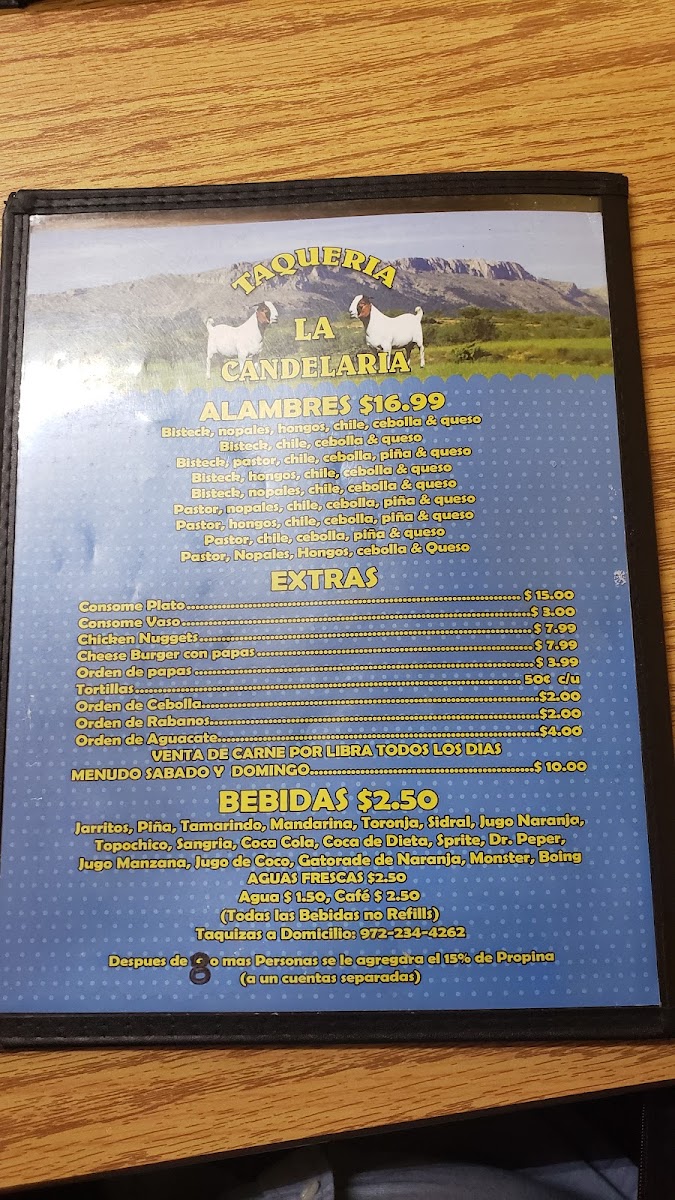 TAQUERIA
LA
CANDELARIA
ALAMBRES $16.99
Bisteck, nopales, hongos, chile, cebolla & queso
Bisteck, chile, cebolla & queso
Bisteck, pastor, chile, cebolla, piña & queso
Bisteck, hongos, chile, cebolla & queso
Bisteck, nopales, chile, cebolla & queso
Pastor, nopales, chile, cebolla, piña & queso
Pastor, hongos, chile, cebolla, piña & queso
Pastor, chile, cebolla, piña & queso
Pastor, Nopales, Hongos, cebolla & Queso
EXTRAS
Consome Plato........ $ 15.00
Consome Vaso........ $ 3.00
Chicken Nuggets........ $ 7.99
Cheese Burger con papas........ $ 7.99
Orden de papas........ $ 3.99
Tortillas........ 50¢ c/u
Orden de Cebolla........$2.00
Orden de Rabanos........$2.00
Orden de Aguacate........$4.00
VENTA DE CARNE POR LIBRA TODOS LOS DIAS
MENUDO SABADO Y DOMINGO........$ 10.00
BEBIDAS $2.50
Jarritos, Piña, Tamarindo, Mandarina, Toronja, Sidral, Jugo Naranja,
Topochico, Sangria, Coca Cola, Coca de Dieta, Sprite, Dr. Peper,
Jugo Manzana, Jugo de Coco, Gatorade de Naranja, Monster, Boing
AGUAS FRESCAS $2.50
Agua $ 1.50, Café $ 2.50
(Todas las Bebidas no Refills)
Taquizas a Domicilio: 972-234-4262
Despues de 8 o mas Personas se le agregara el 15% de Propina
(a un cuentas separadas)